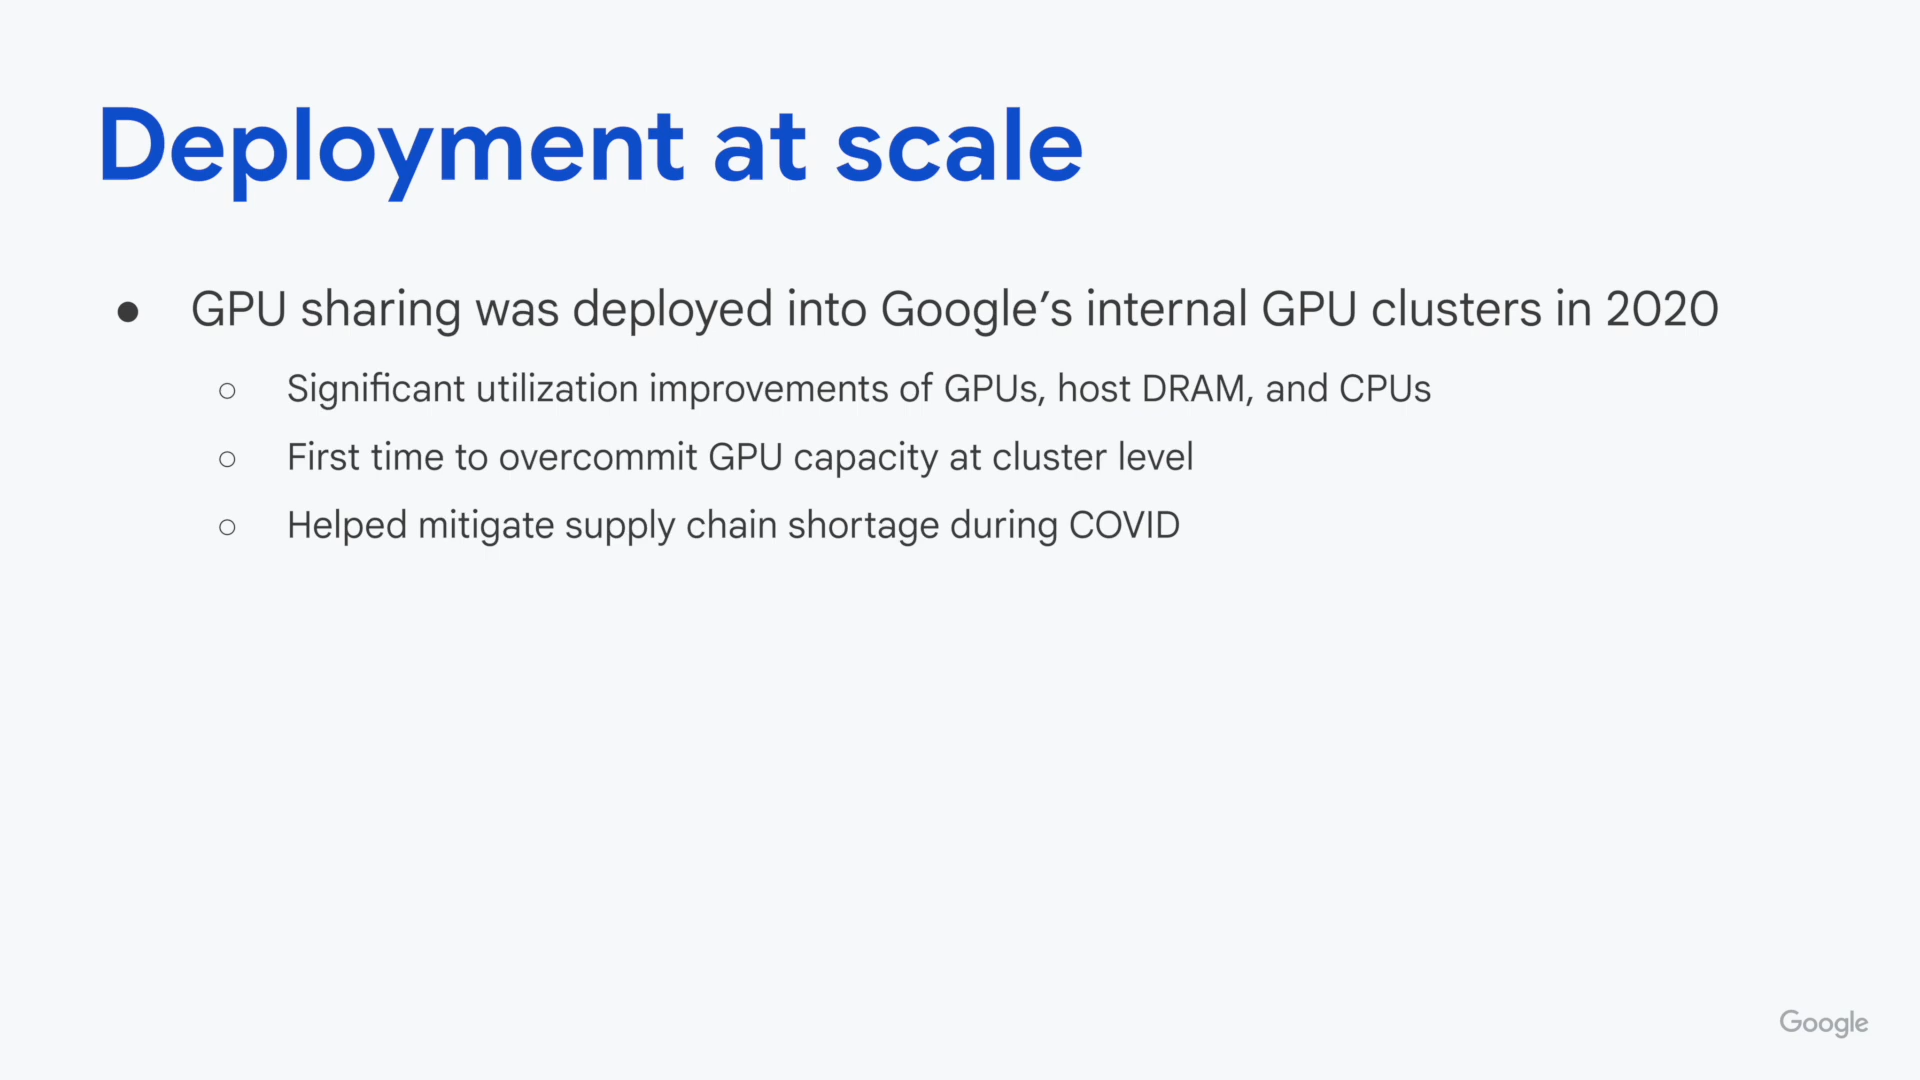 Deployment at scale
● GPU sharing was deployed into Google’s internal GPU clusters in 2020
○ Significant utilization improvements of GPUs, host DRAM, and CPUs
○ First time to overcommit GPU capacity at cluster level
○ Helped mitigate supply chain shortage during COVID
Google